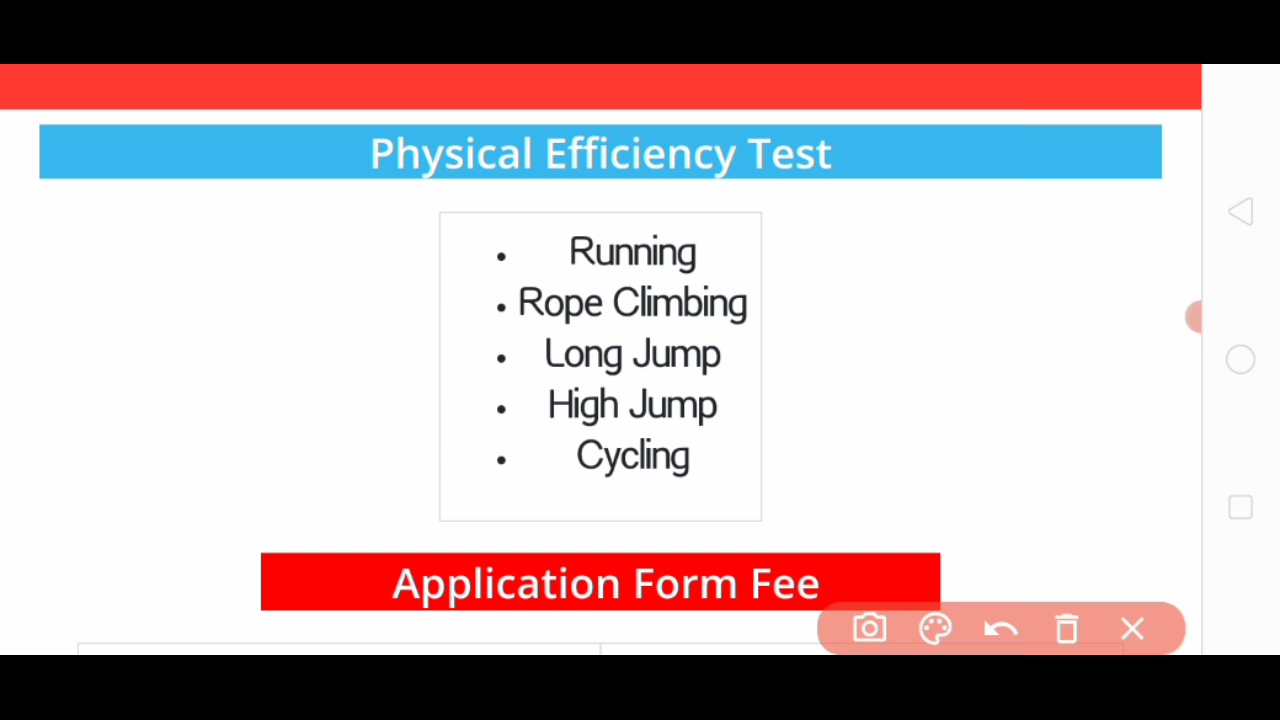 Physical Efficiency Test
• Running
• Rope Climbing
• Long Jump
• High Jump
• Cycling
Application Form Fee